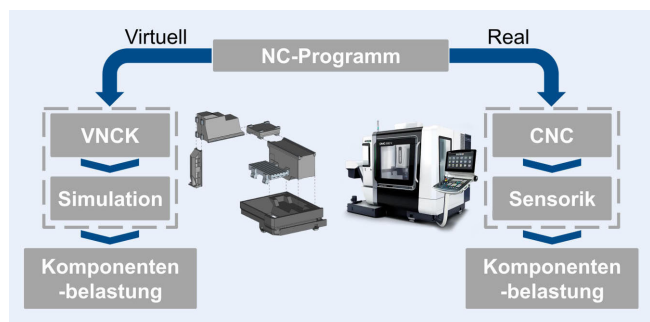 Virtuell
NC-Programm
Real
VNCK
CNC
Simulation
Sensorik
Komponenten
-belastung
Komponenten
-belastung